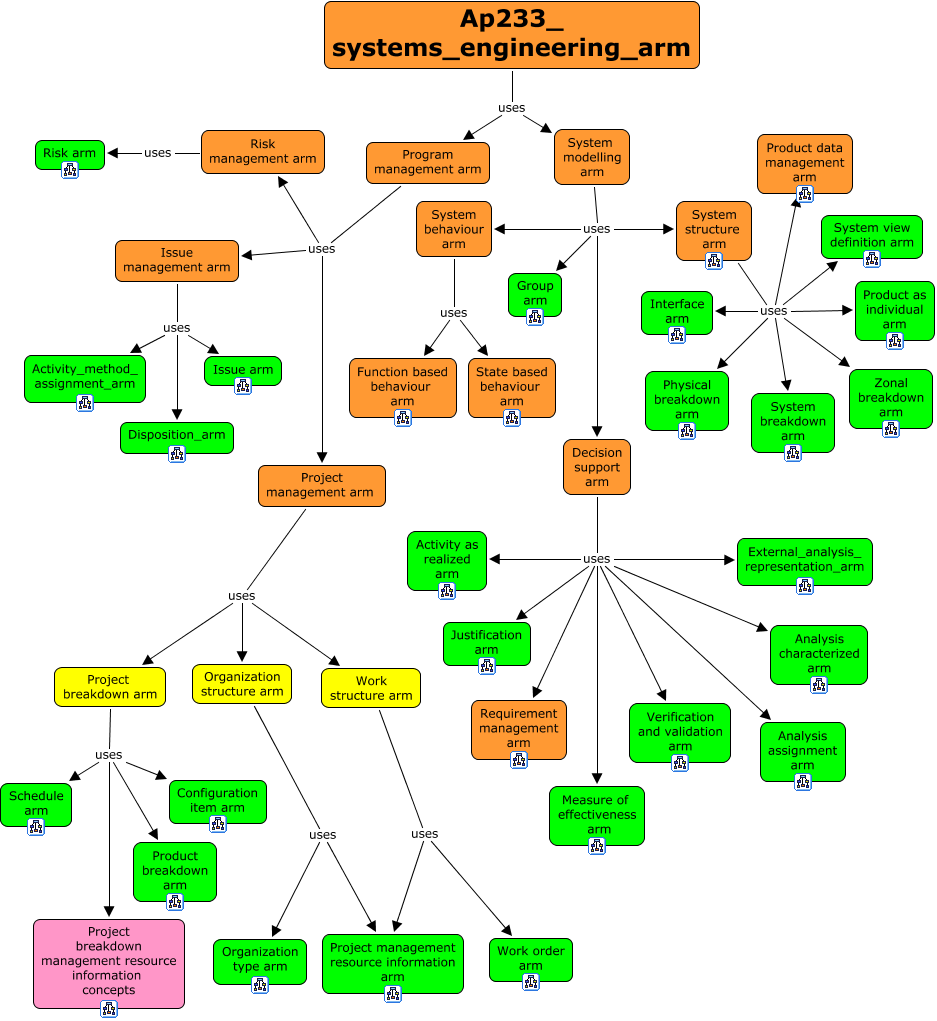 Ap233_
systems_engineering_arm
uses
Risk arm
uses
Risk
management arm
Program
management arm
System
modelling
arm
Product data
management
arm
System
behaviour
arm
uses
System
structure
arm
System view
definition arm
Issue
management arm
uses
Group
arm
Interface
arm
uses
Product as
individual
arm
uses
uses
Activity_method_
assignment_arm
Issue arm
Function based
behaviour
arm
State based
behaviour
arm
Physical
breakdown
arm
System
breakdown
arm
Zonal
breakdown
arm
Disposition_arm
Project
management arm
Decision
support
arm
Activity as
realized
arm
uses
External_analysis_
representation_arm
uses
Justification
arm
Analysis
characterized
arm
Project
breakdown arm
Organization
structure arm
Work
structure arm
Requirement
management
arm
Verification
and validation
arm
Analysis
assignment
arm
uses
Schedule
arm
Configuration
item arm
Measure of
effectiveness
arm
Product
breakdown
arm
uses
uses
Project
breakdown
management resource
information
concepts
Organization
type arm
Project management
resource information
arm
Work order
arm